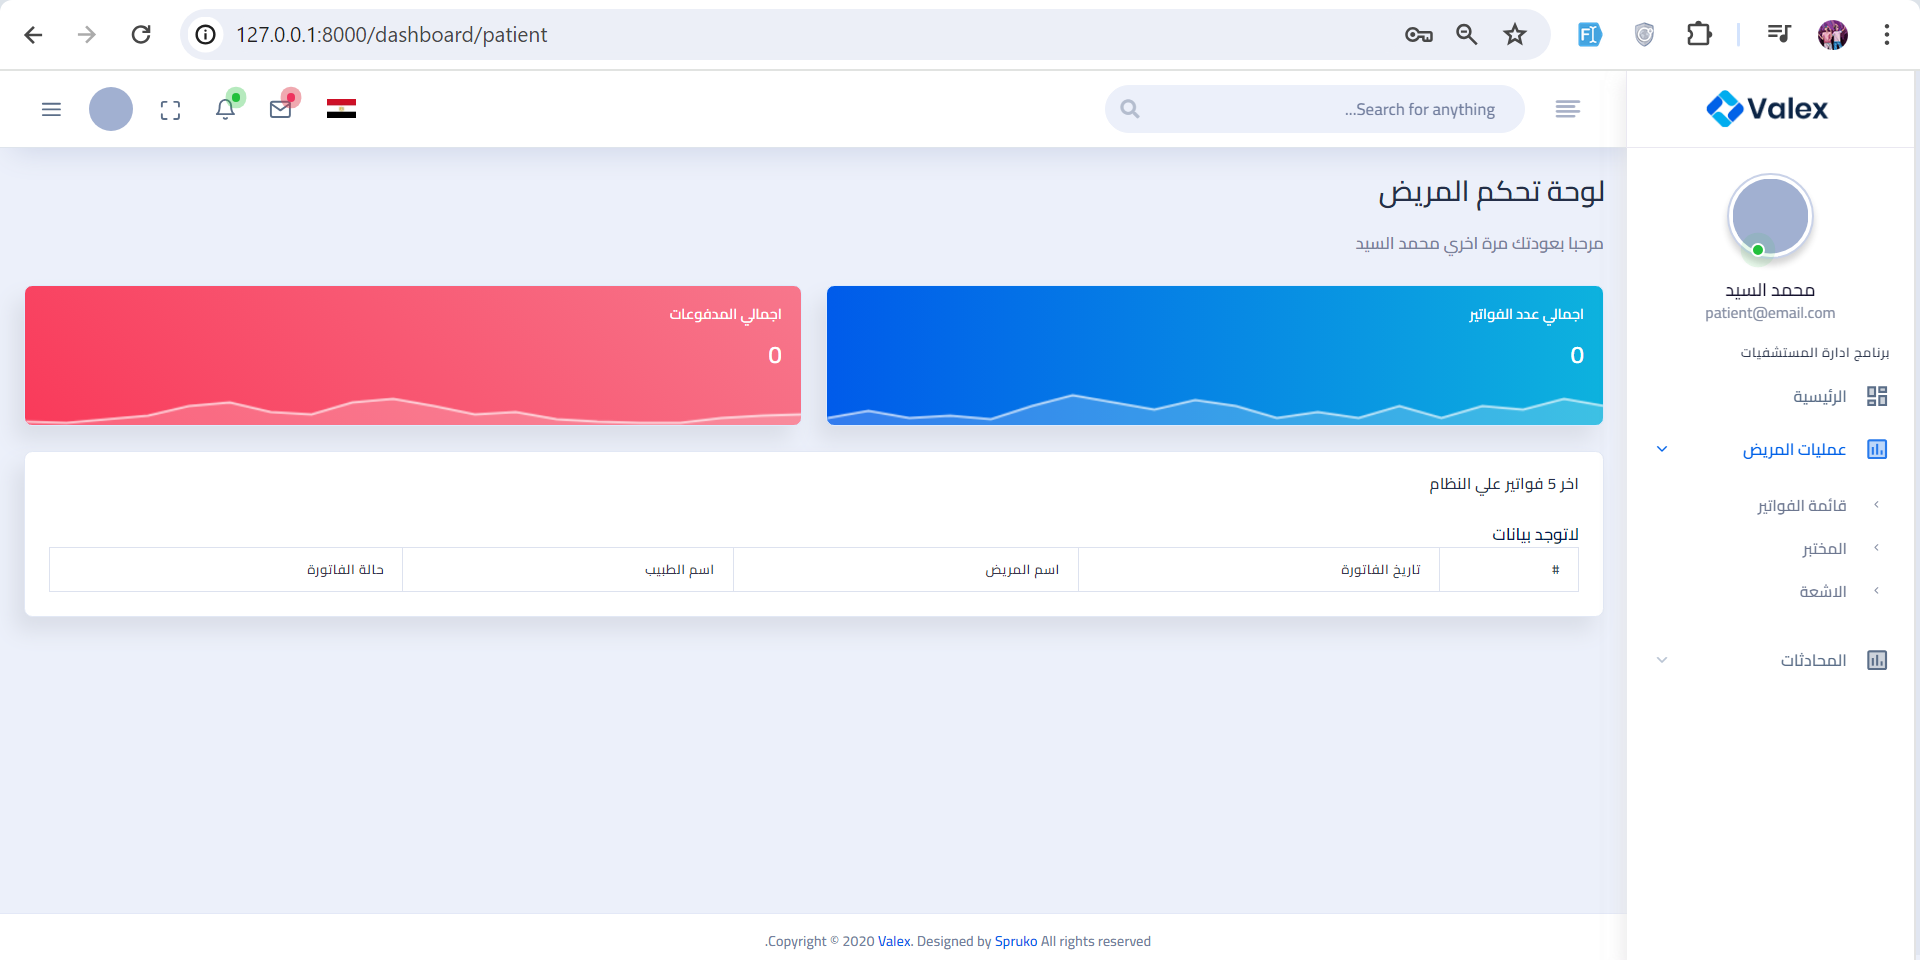 127.0.0.1:8000/dashboard/patient
Search for anything...
Valex
محمد السيد
patient@email.com
برنامج ادارة المستشفيات
الرئيسية
عمليات المريض
قائمة الفواتير
المختبر
الاشعة
المحادثات
لوحة تحكم المريض
مرحبا بعودتك مرة اخري محمد السيد
اجمالي عدد الفواتير
0
اجمالي المدفوعات
0
اخر 5 فواتير علي النظام
لاتوجد بيانات
# تاريخ الفاتورة اسم المريض اسم الطبيب حالة الفاتورة
.Copyright © 2020 Valex. Designed by Spruko All rights reserved